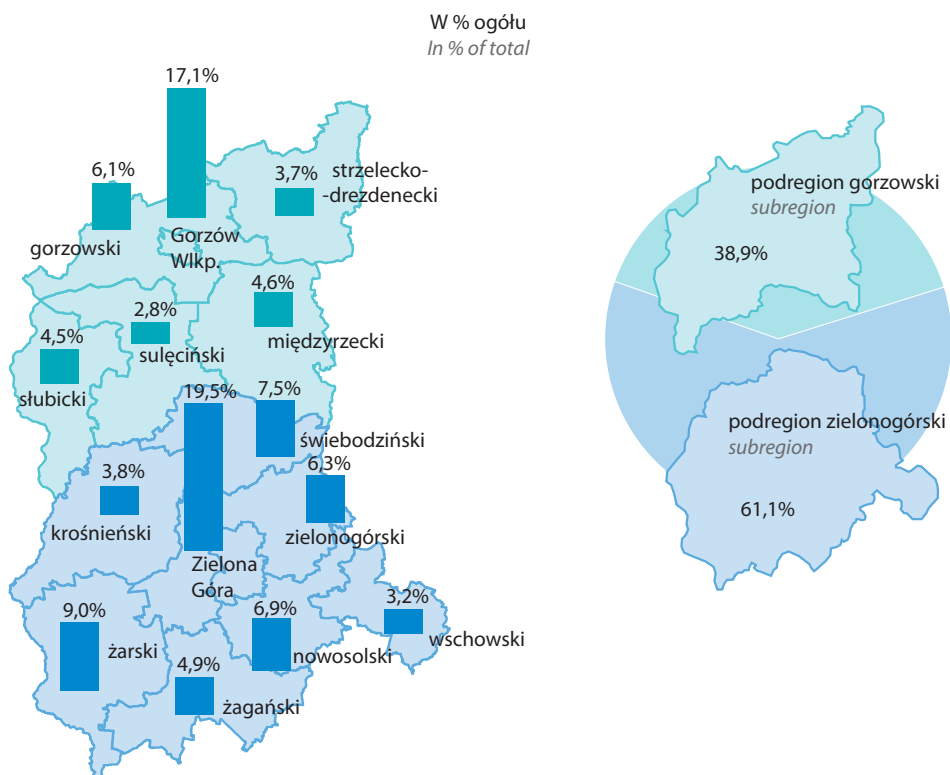 W % ogółu
In % of total
17,1%
6,1%
3,7%
strzelecko-
-drezdenecki
gorzowski
Gorzów
Wlkp.
4,6%
2,8%
4,5%
sulęciński
międzyrzecki
słubicki
19,5%
7,5%
świebodziński
3,8%
6,3%
krośnieński
zielonogórski
Zielona
Góra
9,0%
6,9%
3,2%
żarski
nowosolski
wschowski
4,9%
żagański
podregion gorzowski
subregion
38,9%
podregion zielonogórski
subregion
61,1%